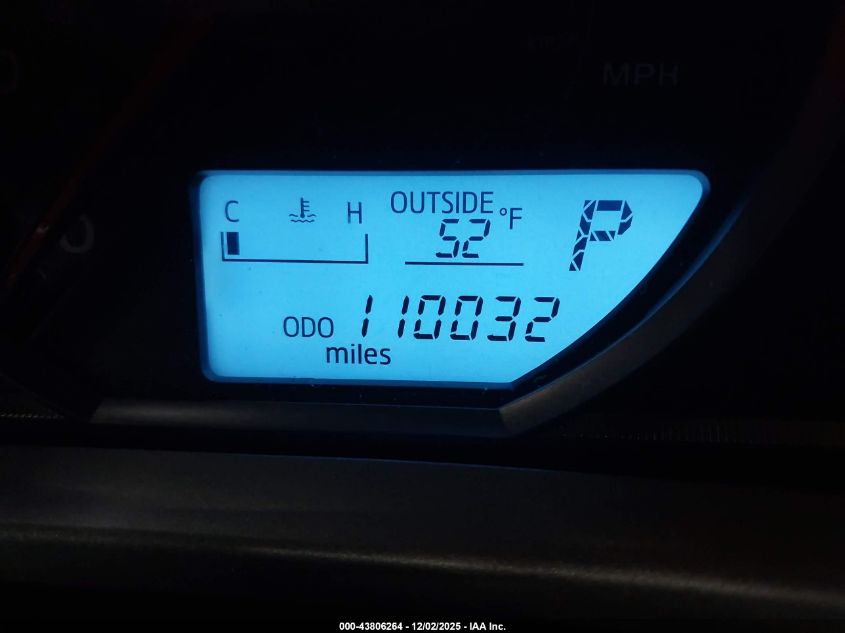 MPH
C H OUTSIDE °F P
52
ODO 110032
miles
000-43806264 - 12/02/2025 - IAA Inc.